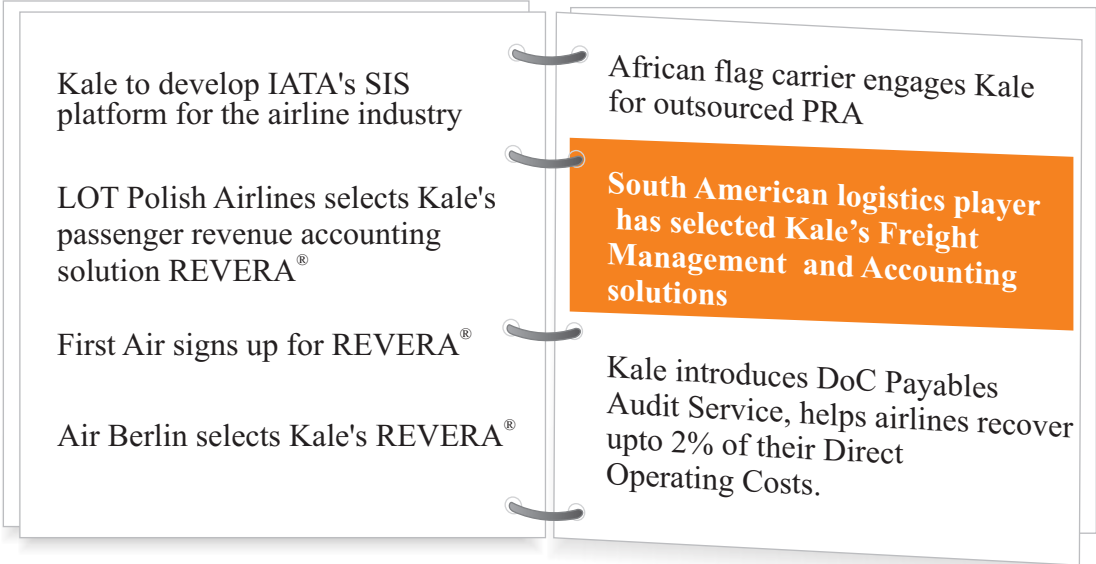 Kale to develop IATA's SIS
platform for the airline industry
LOT Polish Airlines selects Kale's
passenger revenue accounting
solution REVERA®
First Air signs up for REVERA®
Air Berlin selects Kale's REVERA®
African flag carrier engages Kale
for outsourced PRA
South American logistics player
has selected Kale’s Freight
Management and Accounting
solutions
Kale introduces DoC Payables
Audit Service, helps airlines recover
upto 2% of their Direct
Operating Costs.